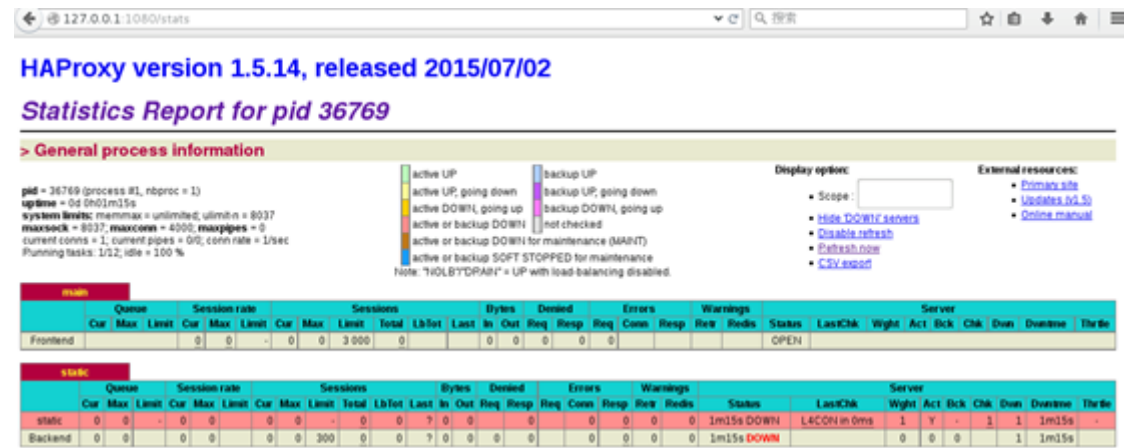 127.0.0.1:1080/stats
搜索
HAProxy version 1.5.14, released 2015/07/02
Statistics Report for pid 36769
> General process information
pid = 36769 (process #1, nbproc = 1)
uptime = 0d 0h01m15s
system limits: memmax = unlimited; ulimit-n = 8037
maxsock = 8037; maxconn = 4000; maxpipes = 0
current conns = 1; current pipes = 0/0; conn rate = 1/sec
Running tasks: 1/12; idle = 100 %
active UP backup UP
active UP, going down backup UP, going down
active DOWN, going up backup DOWN, going up
active or backup DOWN not checked
active or backup DOWN for maintenance (MAINT)
active or backup SOFT STOPPED for maintenance
Note: "NOLB"/"DRAIN" = UP with load-balancing disabled.
Display option:
Scope :
Hide 'DOWN' servers
Disable refresh
Refresh now
CSV export
External resources:
Primary site
Updates (v1.5)
Online manual
main
Queue Session rate Sessions Bytes Denied Errors Warnings Server
Cur Max Limit Cur Max Limit Cur Max Limit Total LbTot Last In Out Req Resp Req Conn Resp Retr Redis Status LastChk Wght Act Bck Chk Dwn Dwntme Thrtle
Frontend 0 0 - 0 0 3 000 0 0 0 0 0 0 OPEN
static
Queue Session rate Sessions Bytes Denied Errors Warnings Server
Cur Max Limit Cur Max Limit Cur Max Limit Total LbTot Last In Out Req Resp Req Conn Resp Retr Redis Status LastChk Wght Act Bck Chk Dwn Dwntme Thrtle
static 0 0 - 0 0 0 0 - 0 0 ? 0 0 0 0 0 0 0 1m15s DOWN L4CON in 0ms 1 Y - 1 1 1m15s -
Backend 0 0 0 0 0 0 300 0 0 ? 0 0 0 0 0 0 0 0 1m15s DOWN 0 0 0 1 1m15s